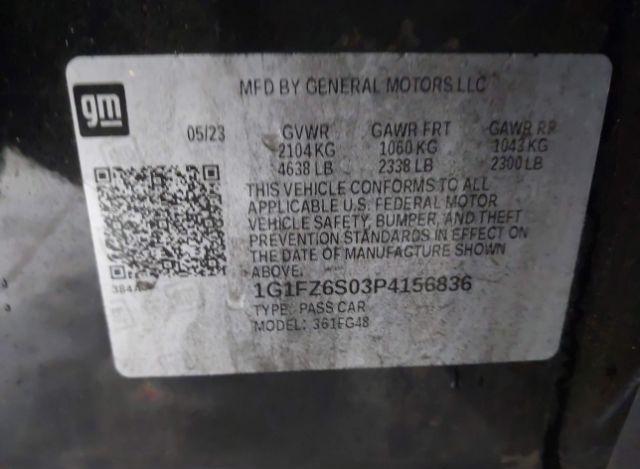 gm
MFD BY GENERAL MOTORS LLC
05/23 GVWR GAWR FRT GAWR RR
2104 KG 1060 KG 1043 KG
4638 LB 2338 LB 2300 LB
THIS VEHICLE CONFORMS TO ALL
APPLICABLE U.S. FEDERAL MOTOR
VEHICLE SAFETY, BUMPER, AND THEFT
PREVENTION STANDARDS IN EFFECT ON
THE DATE OF MANUFACTURE SHOWN
ABOVE.
1G1FZ6S03P4156836
TYPE: PASS CAR
MODEL: 361FG48